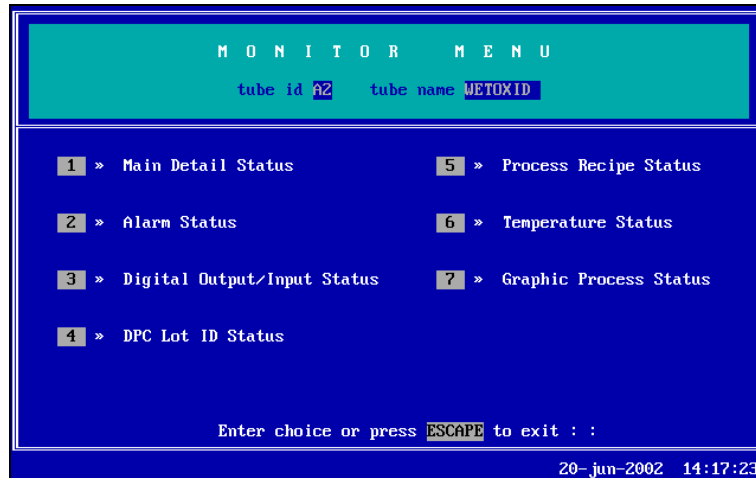 M O N I T O R   M E N U
tube id A2   tube name WETOXID
1 » Main Detail Status   5 » Process Recipe Status
2 » Alarm Status   6 » Temperature Status
3 » Digital Output/Input Status   7 » Graphic Process Status
4 » DPC Lot ID Status
Enter choice or press ESCAPE to exit : :
20-jun-2002 14:17:23